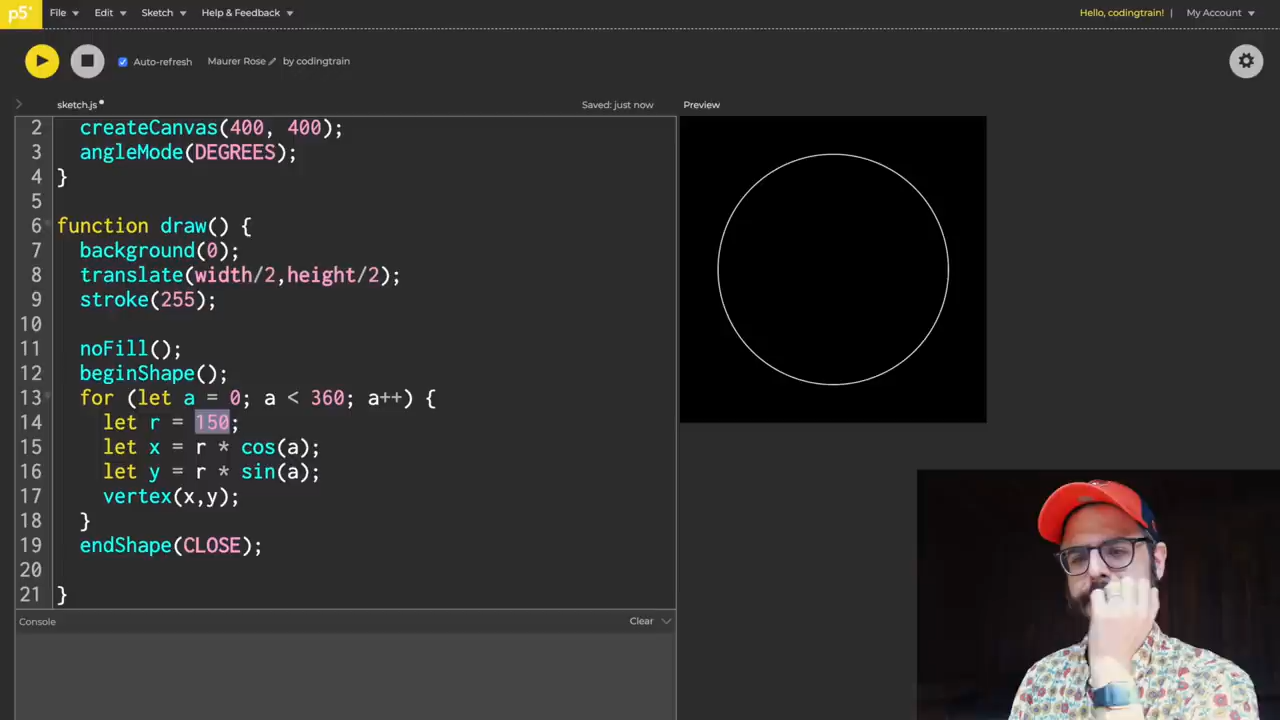 p5* File Edit Sketch Help & Feedback Hello, codingtrain! | My Account
Auto-refresh Maurer Rose by codingtrain
> sketch.js Saved: just now Preview
2 createCanvas(400, 400);
3 angleMode(DEGREES);
4 }
5
6 function draw() {
7 background(0);
8 translate(width/2,height/2);
9 stroke(255);
10
11 noFill();
12 beginShape();
13 for (let a = 0; a < 360; a++) {
14 let r = 150;
15 let x = r * cos(a);
16 let y = r * sin(a);
17 vertex(x,y);
18 }
19 endShape(CLOSE);
20
21 }
Console Clear